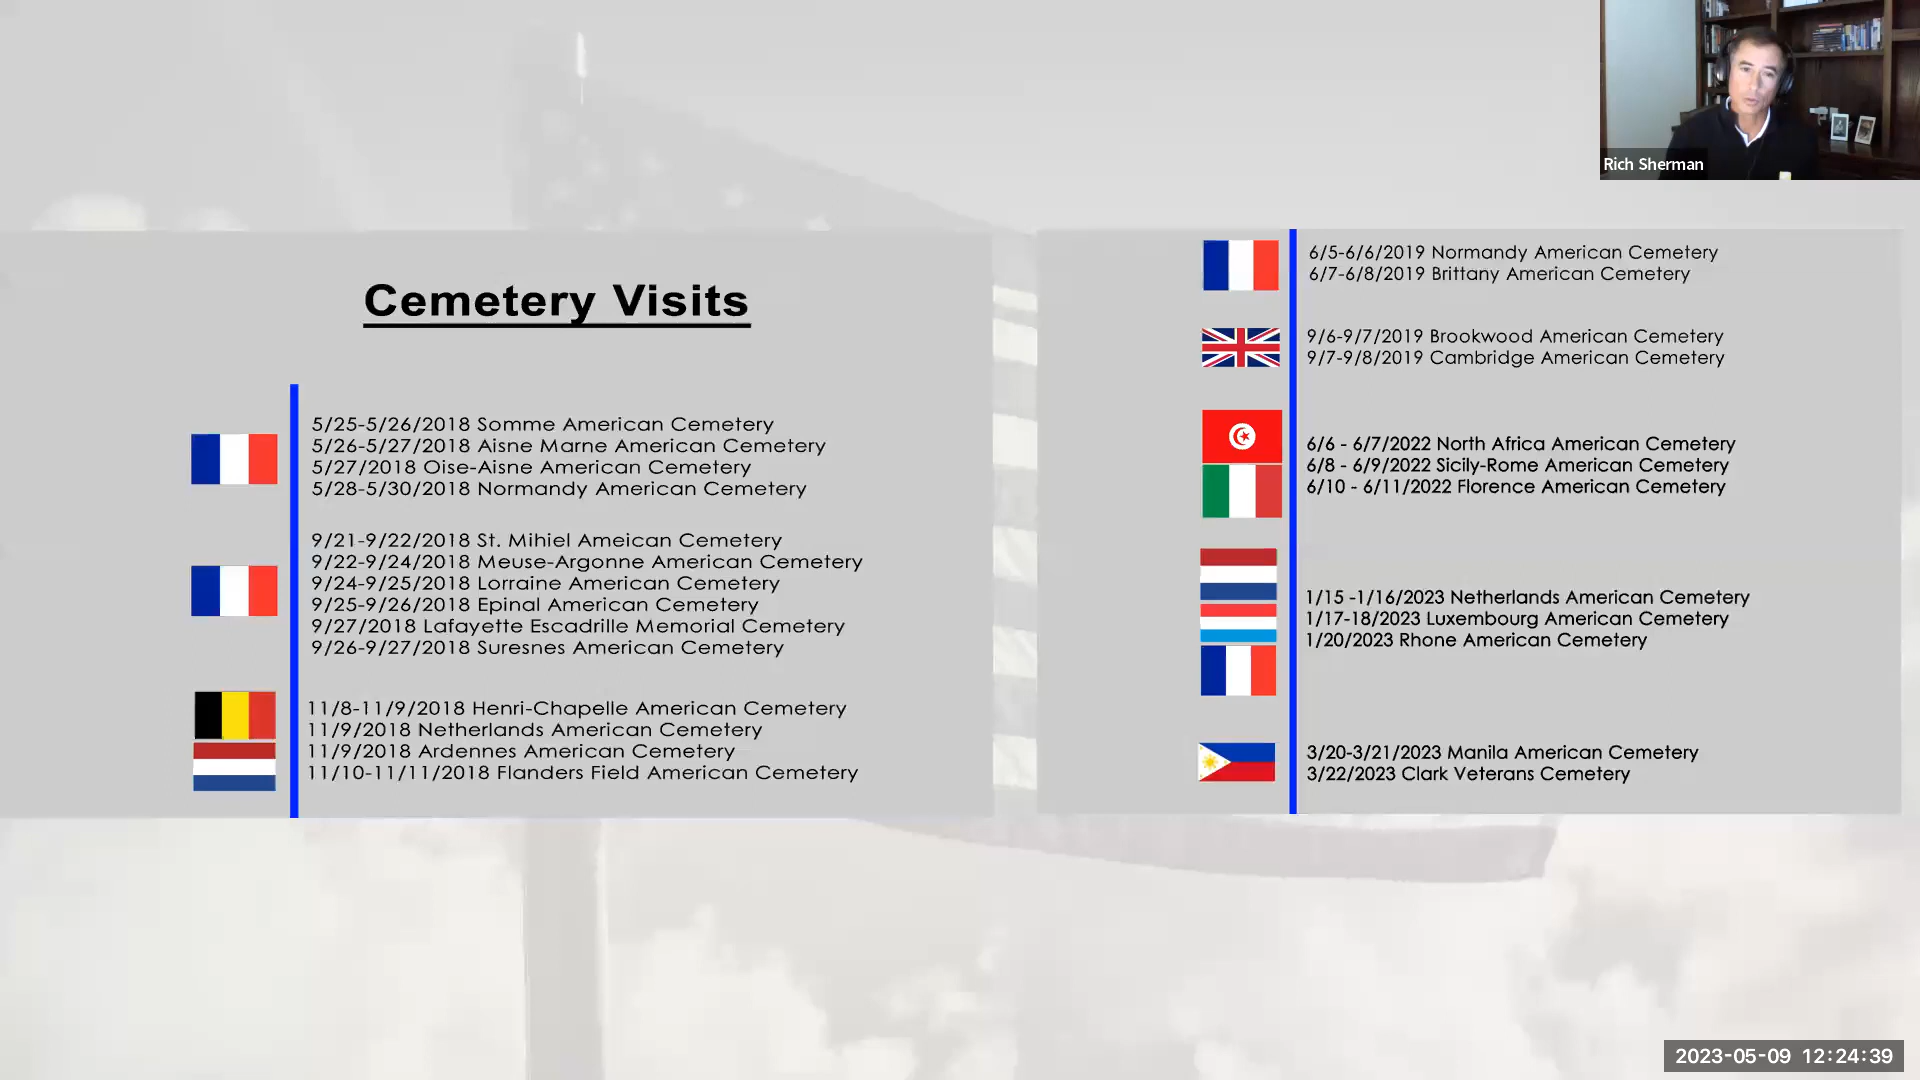 Rich Sherman
Cemetery Visits
5/25-5/26/2018 Somme American Cemetery
5/26-5/27/2018 Aisne Marne American Cemetery
5/27/2018 Oise-Aisne American Cemetery
5/28-5/30/2018 Normandy American Cemetery
9/21-9/22/2018 St. Mihiel Ameican Cemetery
9/22-9/24/2018 Meuse-Argonne American Cemetery
9/24-9/25/2018 Lorraine American Cemetery
9/25-9/26/2018 Epinal American Cemetery
9/27/2018 Lafayette Escadrille Memorial Cemetery
9/26-9/27/2018 Suresnes American Cemetery
11/8-11/9/2018 Henri-Chapelle American Cemetery
11/9/2018 Netherlands American Cemetery
11/9/2018 Ardennes American Cemetery
11/10-11/11/2018 Flanders Field American Cemetery
6/5-6/6/2019 Normandy American Cemetery
6/7-6/8/2019 Brittany American Cemetery
9/6-9/7/2019 Brookwood American Cemetery
9/7-9/8/2019 Cambridge American Cemetery
6/6 - 6/7/2022 North Africa American Cemetery
6/8 - 6/9/2022 Sicily-Rome American Cemetery
6/10 - 6/11/2022 Florence American Cemetery
1/15 -1/16/2023 Netherlands American Cemetery
1/17-18/2023 Luxembourg American Cemetery
1/20/2023 Rhone American Cemetery
3/20-3/21/2023 Manila American Cemetery
3/22/2023 Clark Veterans Cemetery
2023-05-09 12:24:39